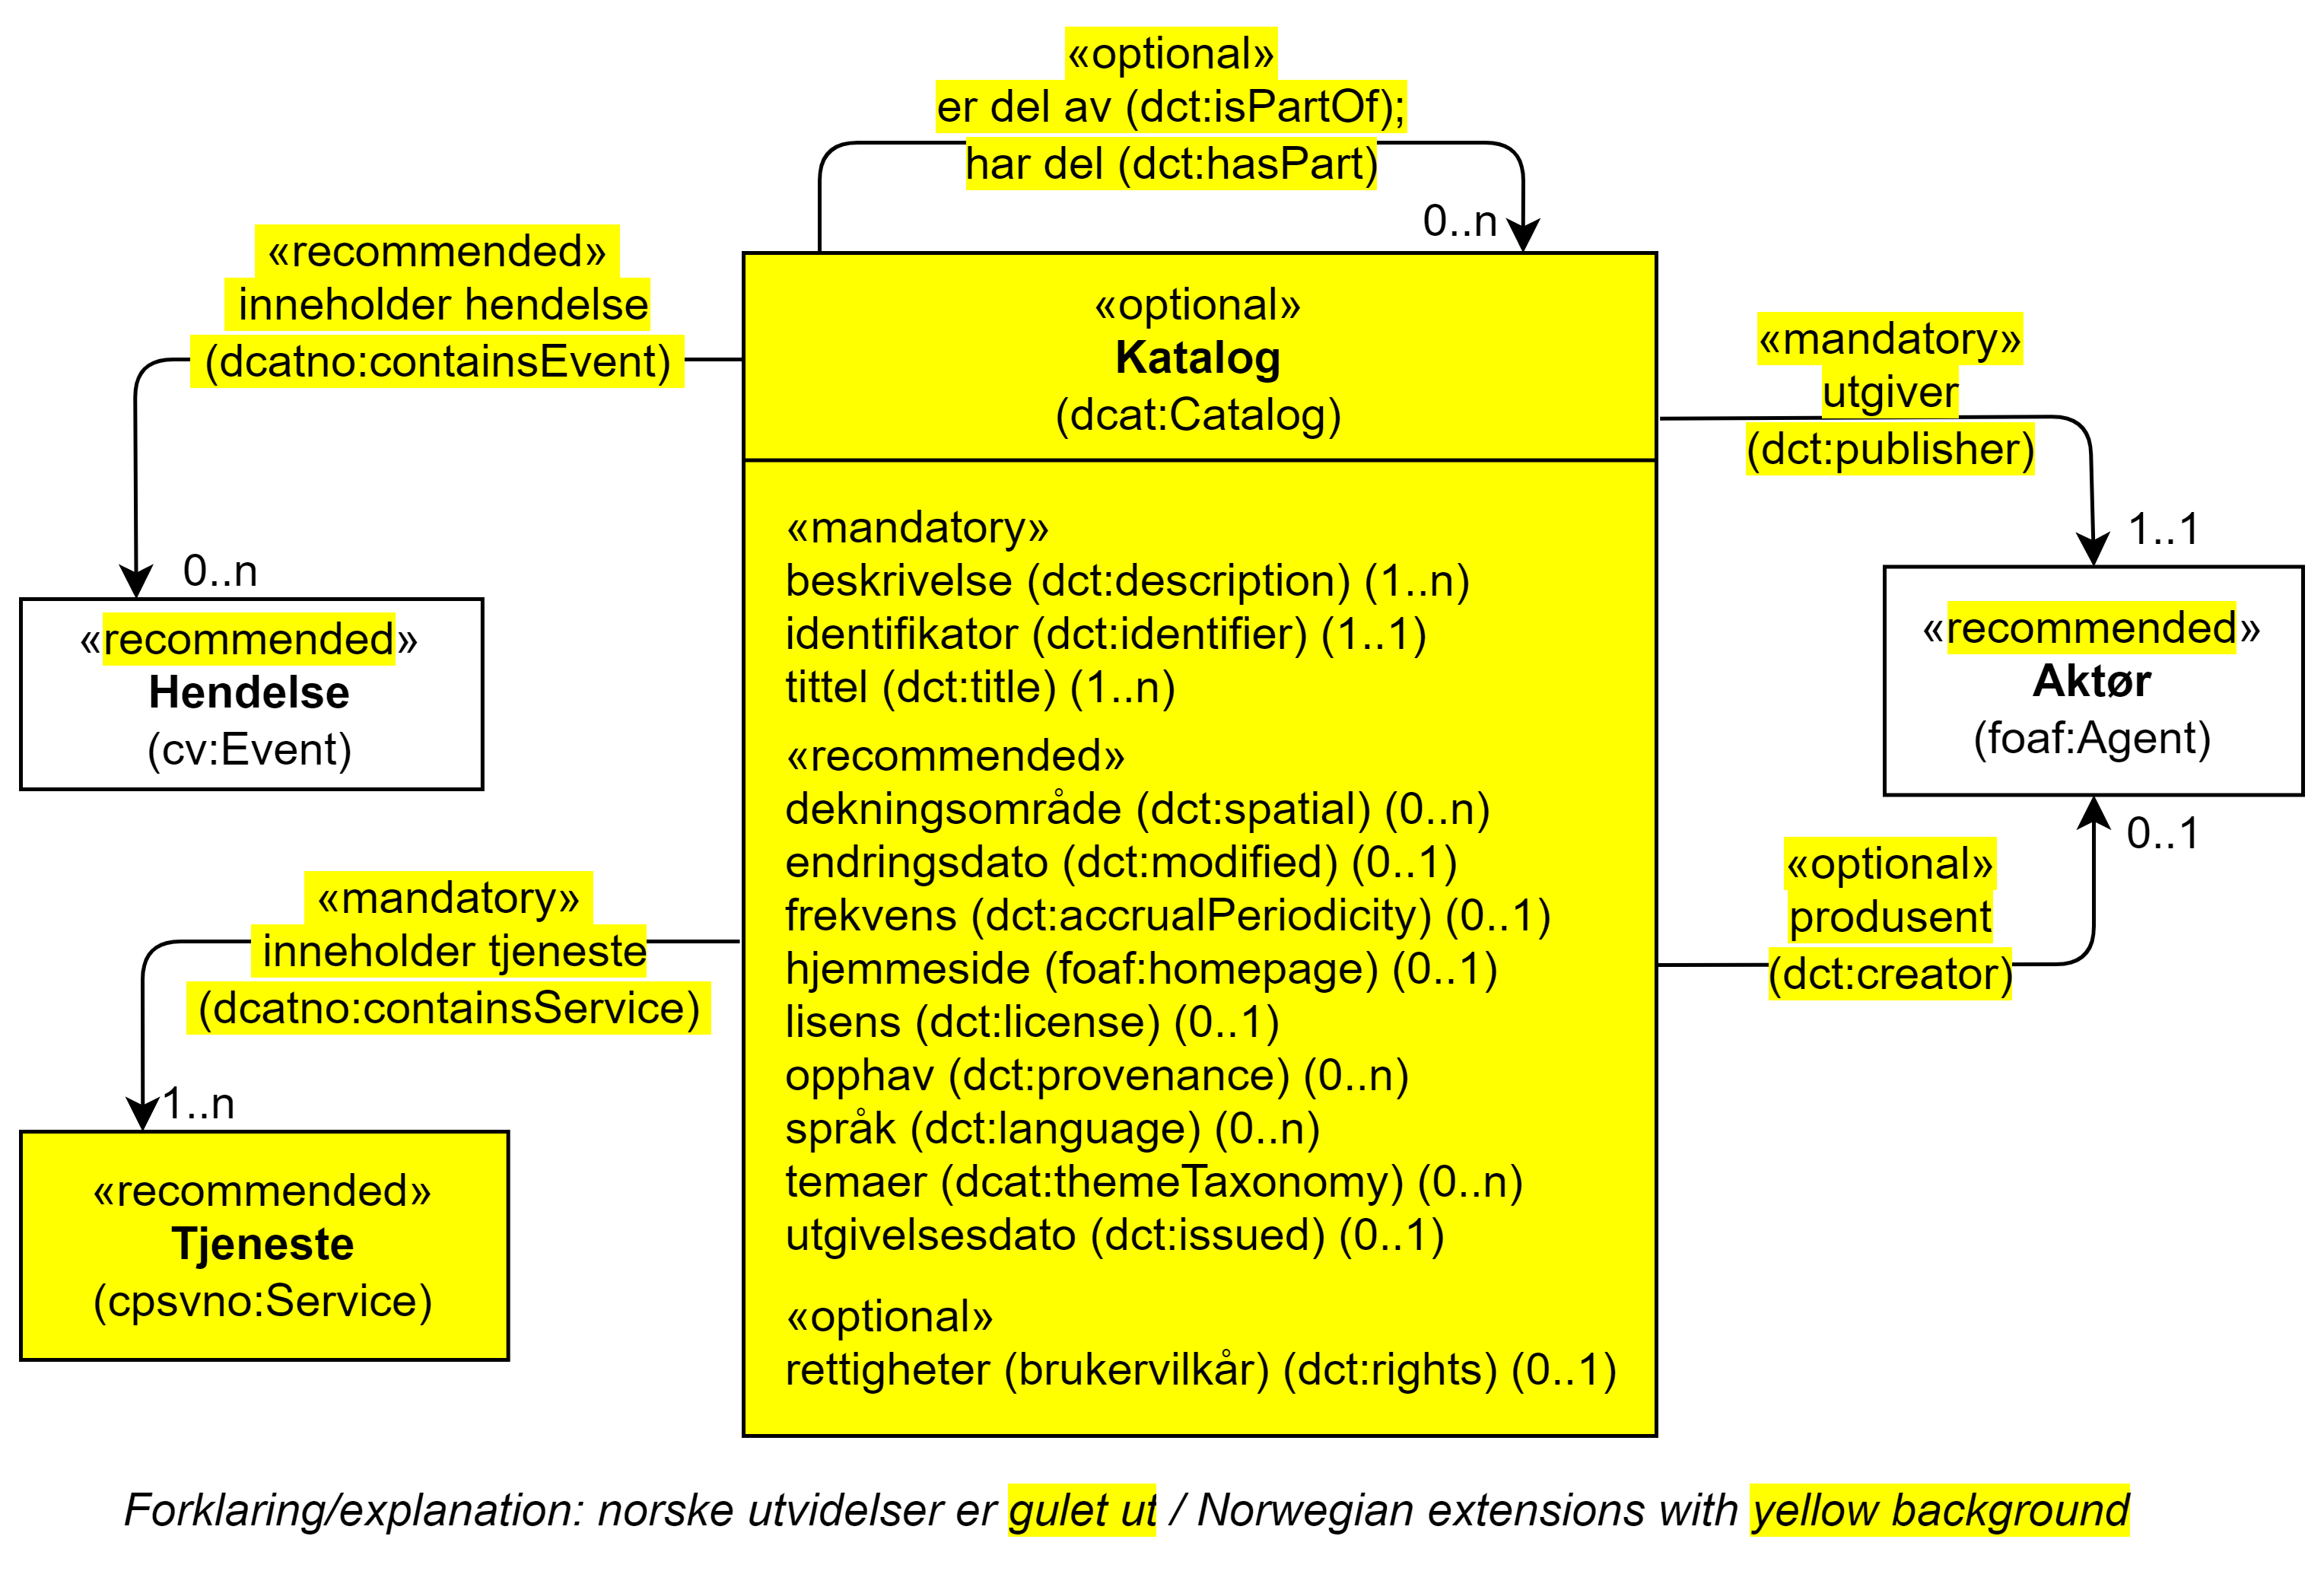 «optional»
er del av (dct:isPartOf);
har del (dct:hasPart)
0..n
«recommended»
inneholder hendelse
(dcatno:containsEvent)
0..n
«recommended»
Hendelse
(cv:Event)
«mandatory»
inneholder tjeneste
(dcatno:containsService)
1..n
«recommended»
Tjeneste
(cpsvno:Service)
«optional»
Katalog
(dcat:Catalog)
«mandatory»
beskrivelse (dct:description) (1..n)
identifikator (dct:identifier) (1..1)
tittel (dct:title) (1..n)
«recommended»
dekningsområde (dct:spatial) (0..n)
endringsdato (dct:modified) (0..1)
frekvens (dct:accrualPeriodicity) (0..1)
hjemmeside (foaf:homepage) (0..1)
lisens (dct:license) (0..1)
opphav (dct:provenance) (0..n)
språk (dct:language) (0..n)
temaer (dcat:themeTaxonomy) (0..n)
utgivelsesdato (dct:issued) (0..1)
«optional»
rettigheter (brukervilkår) (dct:rights) (0..1)
«mandatory»
utgiver
(dct:publisher)
1..1
«recommended»
Aktør
(foaf:Agent)
0..1
«optional»
produsent
(dct:creator)
Forklaring/explanation: norske utvidelser er gulet ut / Norwegian extensions with yellow background